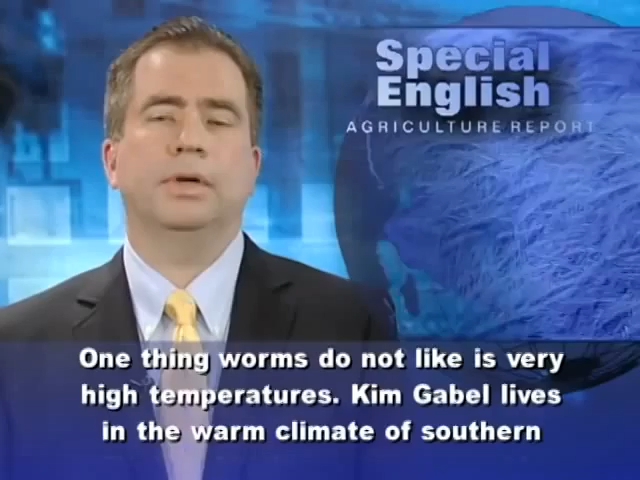 Special
English
AGRICULTURE REPORT
One thing worms do not like is very
high temperatures. Kim Gabel lives
in the warm climate of southern